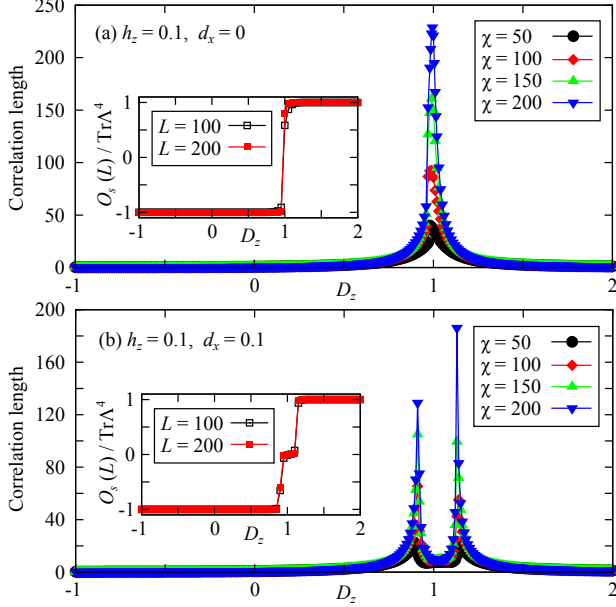 250
200
150
100
50
0
Correlation length
(a) h_z = 0.1, d_x = 0
χ = 50
χ = 100
χ = 150
χ = 200
1
0
-1
O_s (L) / TrΛ^4
L = 100
L = 200
-1 0 1 2
D_z
-1 0 1 2
D_z
200
160
120
80
40
0
Correlation length
(b) h_z = 0.1, d_x = 0.1
χ = 50
χ = 100
χ = 150
χ = 200
1
0
-1
O_s (L) / TrΛ^4
L = 100
L = 200
-1 0 1 2
D_z
-1 0 1 2
D_z